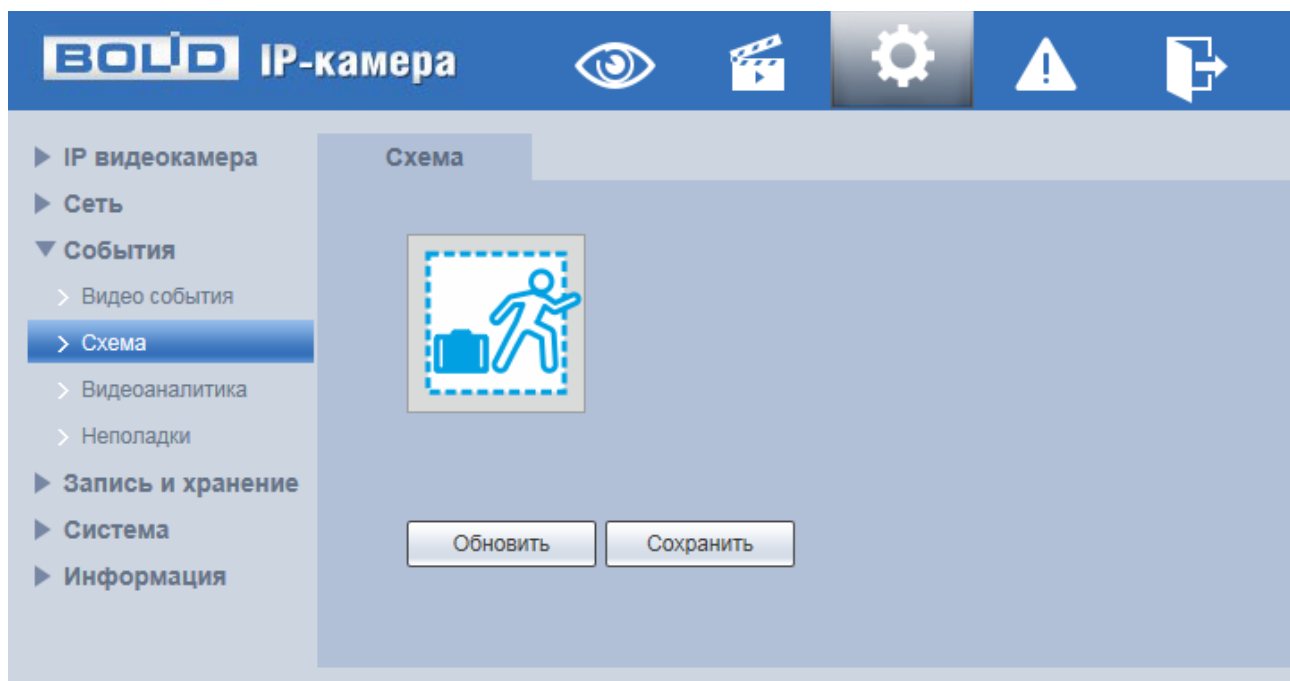 BOLID IP-камера
IP видеокамера
Сеть
События
Видео события
Схема
Видеоаналитика
Неполадки
Запись и хранение
Система
Информация
Схема
Обновить
Сохранить